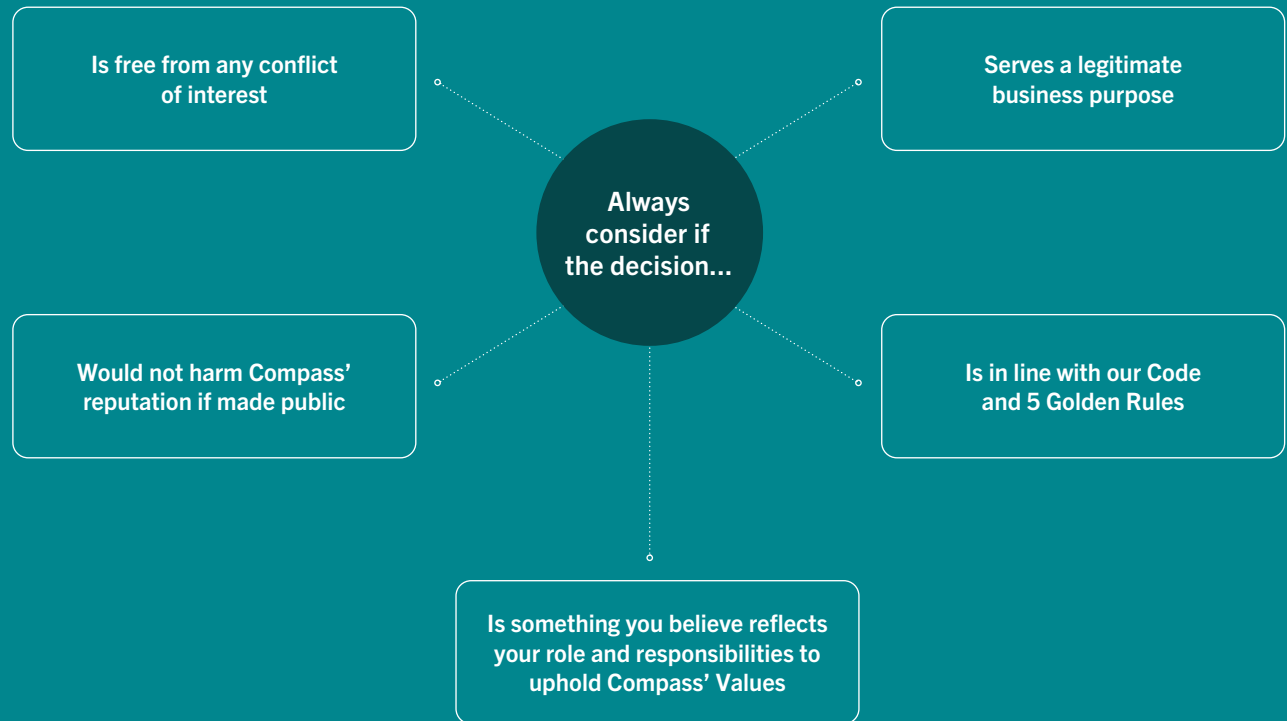 Is free from any conflict
of interest
Serves a legitimate
business purpose
Always
consider if
the decision...
Would not harm Compass’
reputation if made public
Is in line with our Code
and 5 Golden Rules
Is something you believe reflects
your role and responsibilities to
uphold Compass’ Values